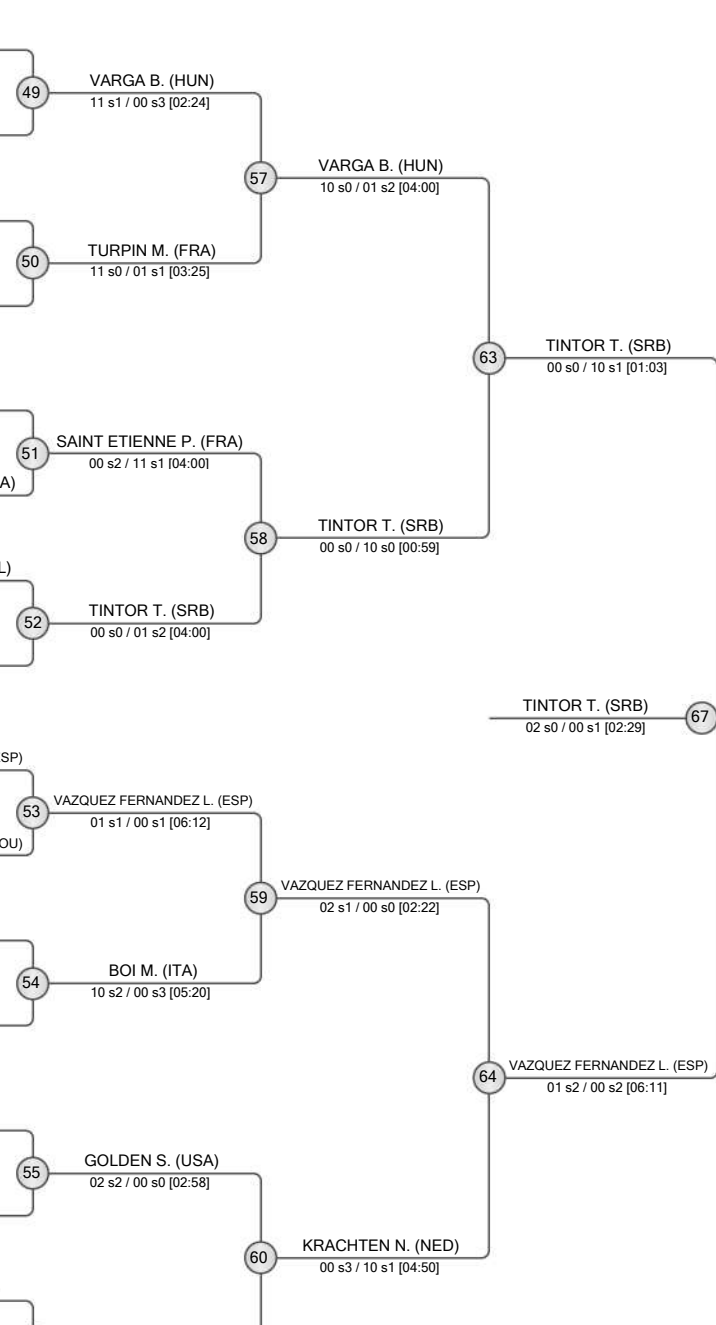 49
VARGA B. (HUN)
11 s1 / 00 s3 [02:24]
57
VARGA B. (HUN)
10 s0 / 01 s2 [04:00]
50
TURPIN M. (FRA)
11 s0 / 01 s1 [03:25]
63
TINTOR T. (SRB)
00 s0 / 10 s1 [01:03]
51
SAINT ETIENNE P. (FRA)
00 s2 / 11 s1 [04:00]
A)
58
TINTOR T. (SRB)
00 s0 / 10 s0 [00:59]
L)
52
TINTOR T. (SRB)
00 s0 / 01 s2 [04:00]
TINTOR T. (SRB)
02 s0 / 00 s1 [02:29]
67
SP)
53
VAZQUEZ FERNANDEZ L. (ESP)
01 s1 / 00 s1 [06:12]
OU)
59
VAZQUEZ FERNANDEZ L. (ESP)
02 s1 / 00 s0 [02:22]
54
BOI M. (ITA)
10 s2 / 00 s3 [05:20]
64
VAZQUEZ FERNANDEZ L. (ESP)
01 s2 / 00 s2 [06:11]
55
GOLDEN S. (USA)
02 s2 / 00 s0 [02:58]
60
KRACHTEN N. (NED)
00 s3 / 10 s1 [04:50]